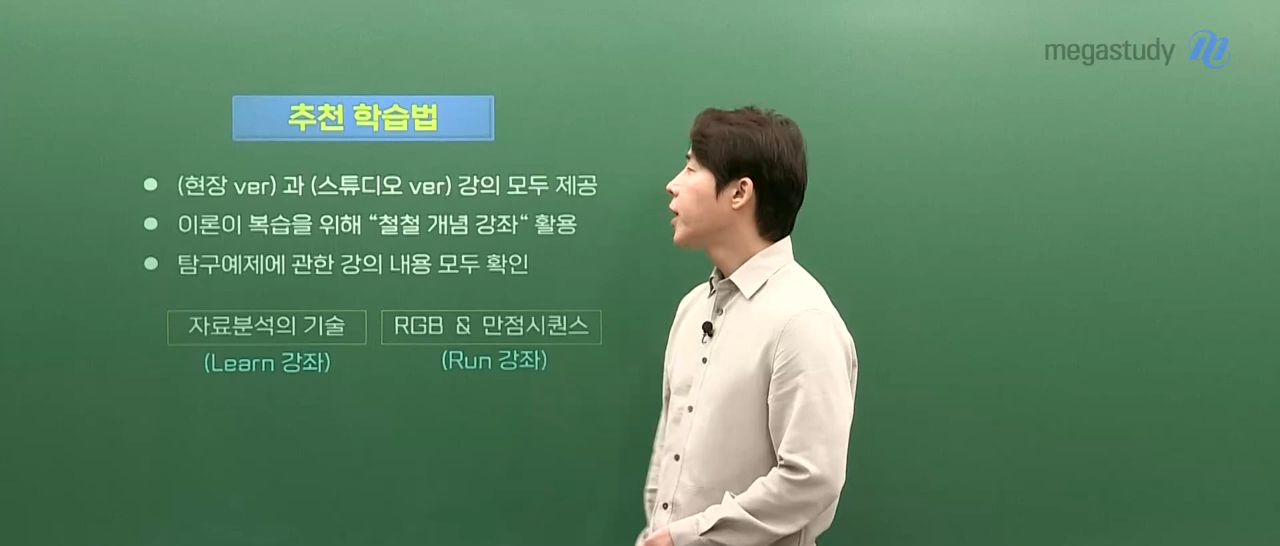 megastudy
추천 학습법
● (현장 ver) 과 (스튜디오 ver) 강의 모두 제공
● 이론이 복습을 위해 “철철 개념 강좌“ 활용
● 탐구예제에 관한 강의 내용 모두 확인
자료분석의 기술 RGB & 만점시퀀스
(Learn 강좌) (Run 강좌)